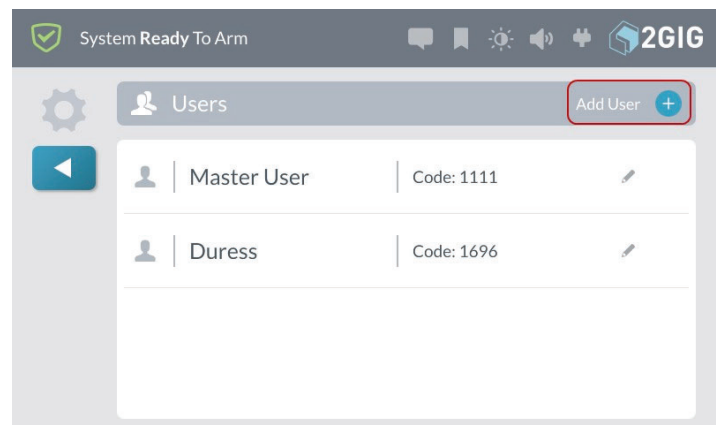 System Ready To Arm
2GIG
Users
Add User
Master User Code: 1111
Duress Code: 1696